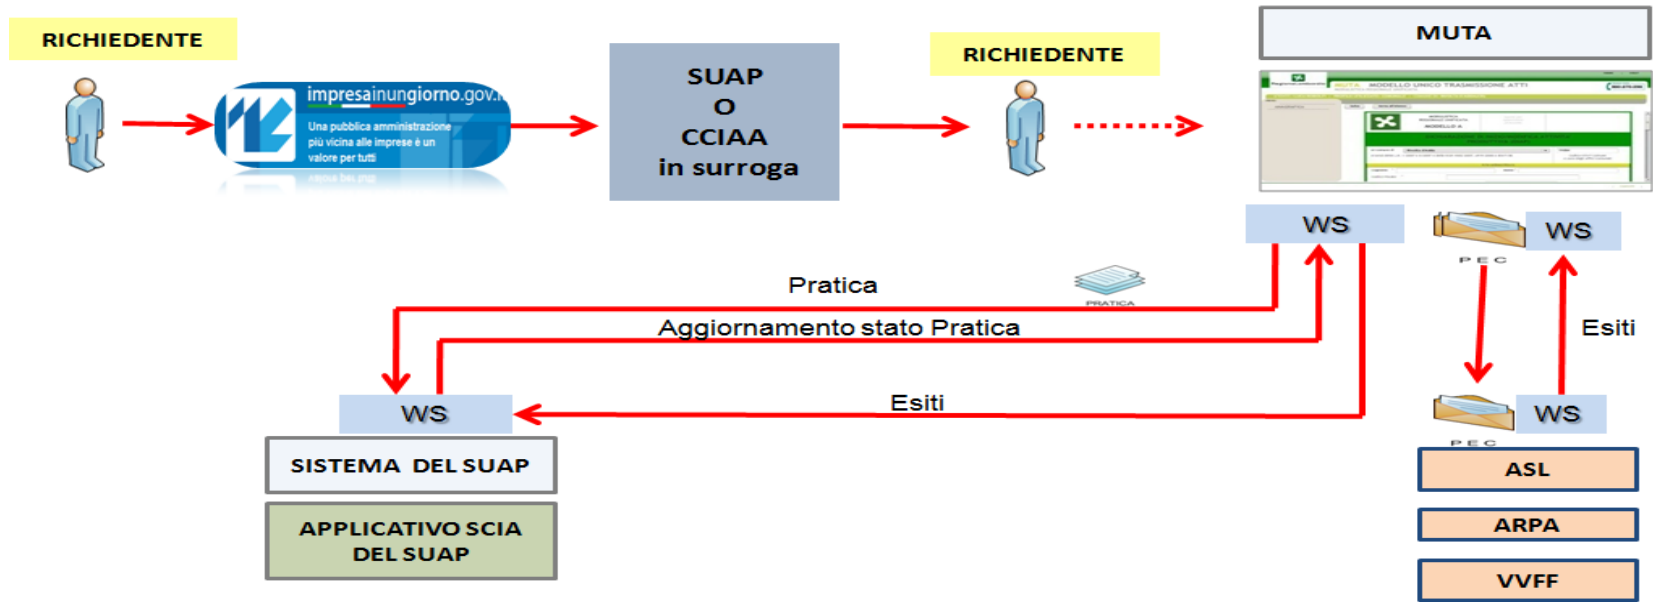 RICHIEDENTE
impresainungiorno.gov.i
Una pubblica amministrazione
più vicina alle imprese è un
valore per tutti
SUAP
O
CCIAA
in surroga
RICHIEDENTE
MUTA
MUTA MODELLO UNICO TRASMISSIONE ATTI
MODELLO A
WS
WS
PEC
Pratica
PRATICA
Aggiornamento stato Pratica
Esiti
Esiti
WS
WS
PEC
SISTEMA DEL SUAP
APPLICATIVO SCIA
DEL SUAP
ASL
ARPA
VVFF